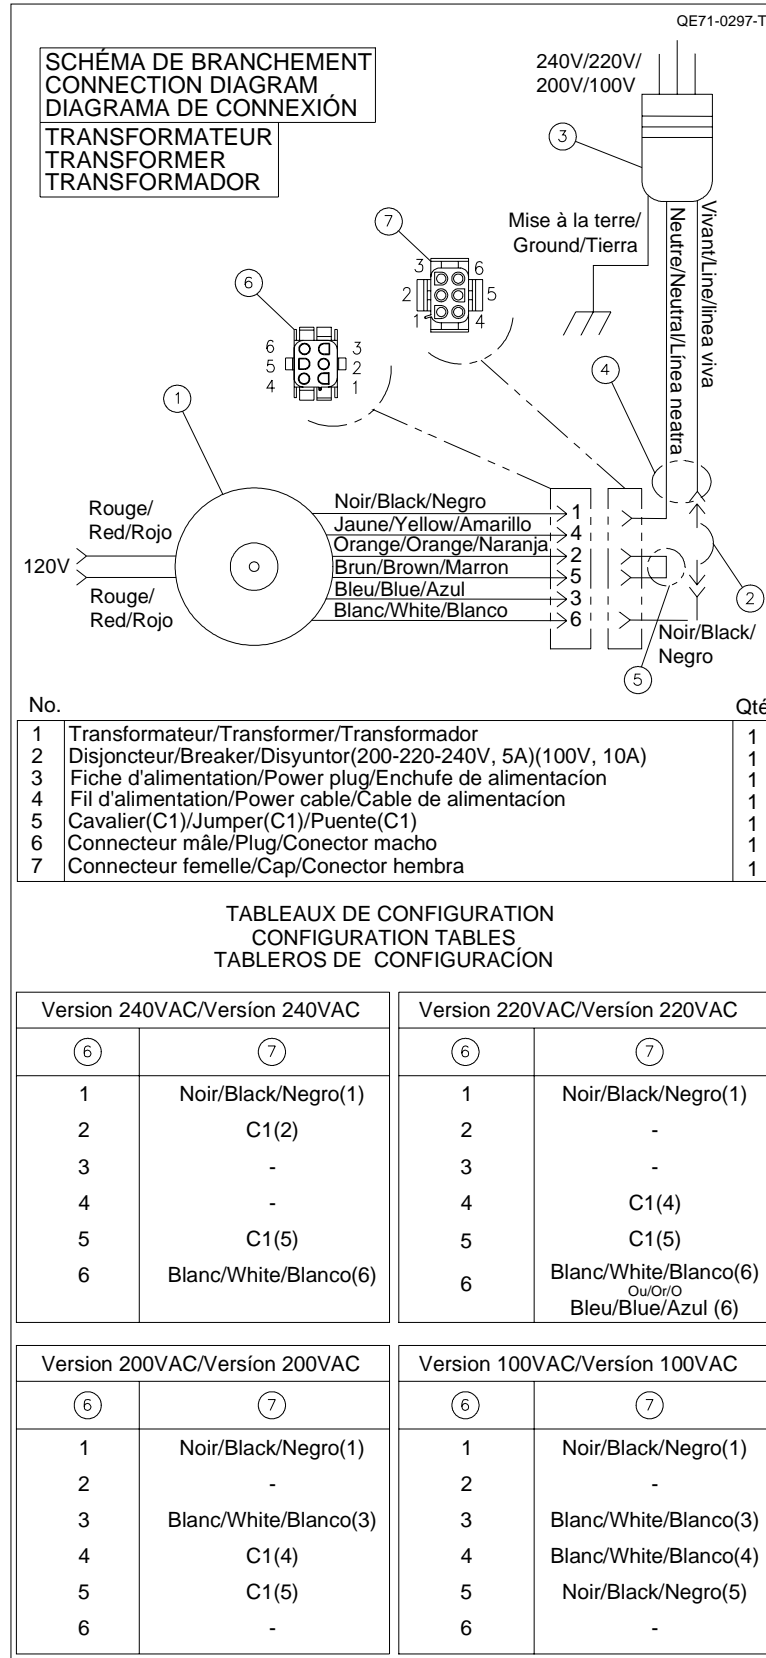 QE71-0297-T
SCHÉMA DE BRANCHEMENT
CONNECTION DIAGRAM
DIAGRAMA DE CONNEXIÓN
TRANSFORMATEUR
TRANSFORMER
TRANSFORMADOR
240V/220V/
200V/100V
3
Mise à la terre/
Ground/Tierra
Neutre/Neutral/Línea neatra
Vivant/Line/linea viva
7
3 6
2 5
1 4
6
6 3
5 2
4 1
4
1
Rouge/
Red/Rojo
120V
Rouge/
Red/Rojo
Noir/Black/Negro 1
Jaune/Yellow/Amarillo 4
Orange/Orange/Naranja 2
Brun/Brown/Marron 5
Bleu/Blue/Azul 3
Blanc/White/Blanco 6
2
Noir/Black/
Negro
5
No. Qté
1 Transformateur/Transformer/Transformador 1
2 Disjoncteur/Breaker/Disyuntor(200-220-240V, 5A)(100V, 10A) 1
3 Fiche d'alimentation/Power plug/Enchufe de alimentacíon 1
4 Fil d'alimentation/Power cable/Cable de alimentacíon 1
5 Cavalier(C1)/Jumper(C1)/Puente(C1) 1
6 Connecteur mâle/Plug/Conector macho 1
7 Connecteur femelle/Cap/Conector hembra 1
TABLEAUX DE CONFIGURATION
CONFIGURATION TABLES
TABLEROS DE CONFIGURACÍON
Version 240VAC/Versíon 240VAC
6 7
1 Noir/Black/Negro(1)
2 C1(2)
3 -
4 -
5 C1(5)
6 Blanc/White/Blanco(6)
Version 220VAC/Versíon 220VAC
6 7
1 Noir/Black/Negro(1)
2 -
3 -
4 C1(4)
5 C1(5)
6 Blanc/White/Blanco(6)
Ou/Or/O
Bleu/Blue/Azul (6)
Version 200VAC/Versíon 200VAC
6 7
1 Noir/Black/Negro(1)
2 -
3 Blanc/White/Blanco(3)
4 C1(4)
5 C1(5)
6 -
Version 100VAC/Versíon 100VAC
6 7
1 Noir/Black/Negro(1)
2 -
3 Blanc/White/Blanco(3)
4 Blanc/White/Blanco(4)
5 Noir/Black/Negro(5)
6 -